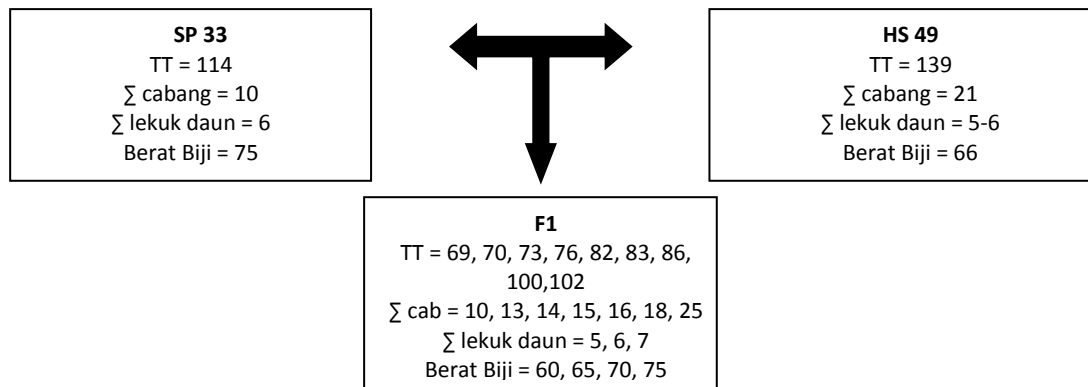 SP 33
TT = 114
∑ cabang = 10
∑ lekuk daun = 6
Berat Biji = 75
HS 49
TT = 139
∑ cabang = 21
∑ lekuk daun = 5-6
Berat Biji = 66
F1
TT = 69, 70, 73, 76, 82, 83, 86,
100,102
∑ cab = 10, 13, 14, 15, 16, 18, 25
∑ lekuk daun = 5, 6, 7
Berat Biji = 60, 65, 70, 75